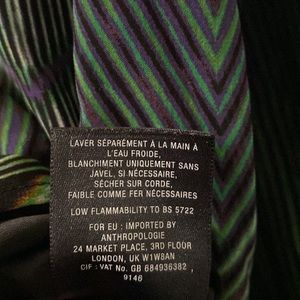 LAVER SÉPARÉMENT À LA MAIN À
L'EAU FROIDE,
BLANCHIMENT UNIQUEMENT SANS
JAVEL, SI NÉCESSAIRE,
SÉCHER SUR CORDE,
FAIBLE COMME FER NÉCESSAIRES
LOW FLAMMABILITY TO BS 5722
FOR EU: IMPORTED BY
ANTHROPOLOGIE
24 MARKET PLACE, 3RD FLOOR
LONDON, UK W1W8AN
CIF: VAT No. GB 684936382 ,
9146